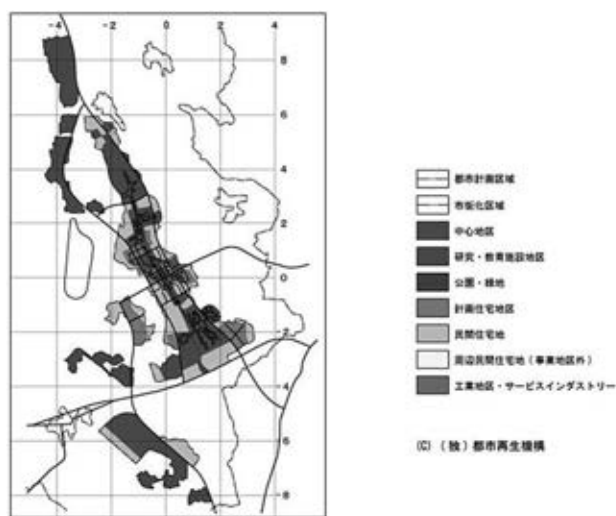 -4 -2 0 2 4
8
6
4
2
0
-2
-4
-6
-8
都市計画区域
市街化区域
中心地区
研究・教育施設地区
公園・緑地
計画住宅地区
民間住宅地
周辺民間住宅地（事業地区外）
工業地区・サービスインダストリー
(C) （独）都市再生機構